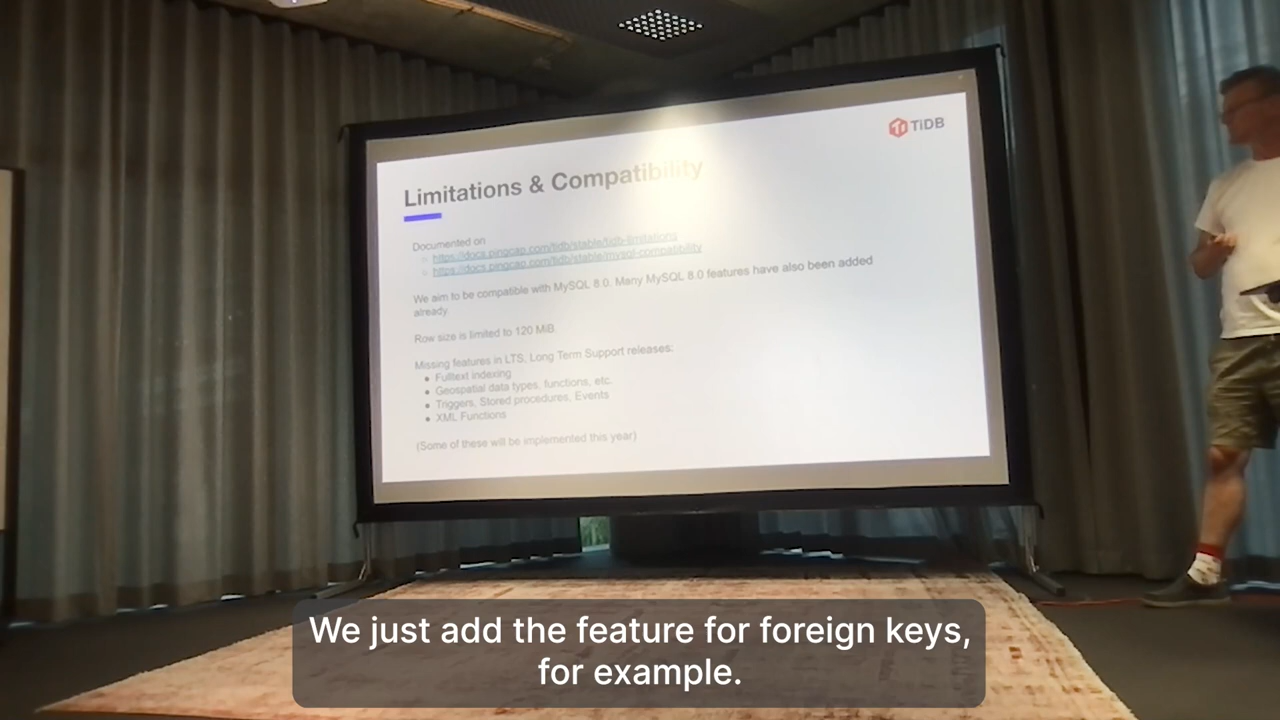 TiDB
Limitations & Compatibility
Documented on
https://docs.pingcap.com/tidb/stable/tidb-limitations
https://docs.pingcap.com/tidb/stable/mysql-compatibility
We aim to be compatible with MySQL 8.0. Many MySQL 8.0 features have also been added
already.
Row size is limited to 120 MiB
Missing features in LTS, Long Term Support releases:
● Fulltext indexing
● Geospatial data types, functions, etc.
● Triggers, Stored procedures, Events
● XML Functions
(Some of these will be implemented this year)
We just add the feature for foreign keys,
for example.